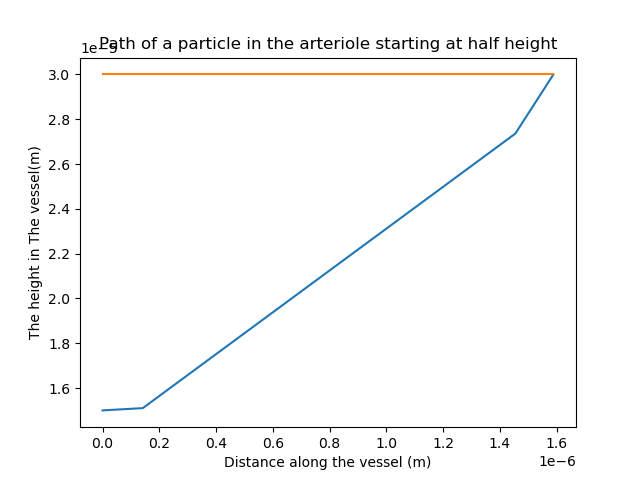 Path of a particle in the arteriole starting at half height
3.0
2.8
2.6
2.4
2.2
2.0
1.8
1.6
The height in The vessel(m)
0.0 0.2 0.4 0.6 0.8 1.0 1.2 1.4 1.6
1e−6
Distance along the vessel (m)